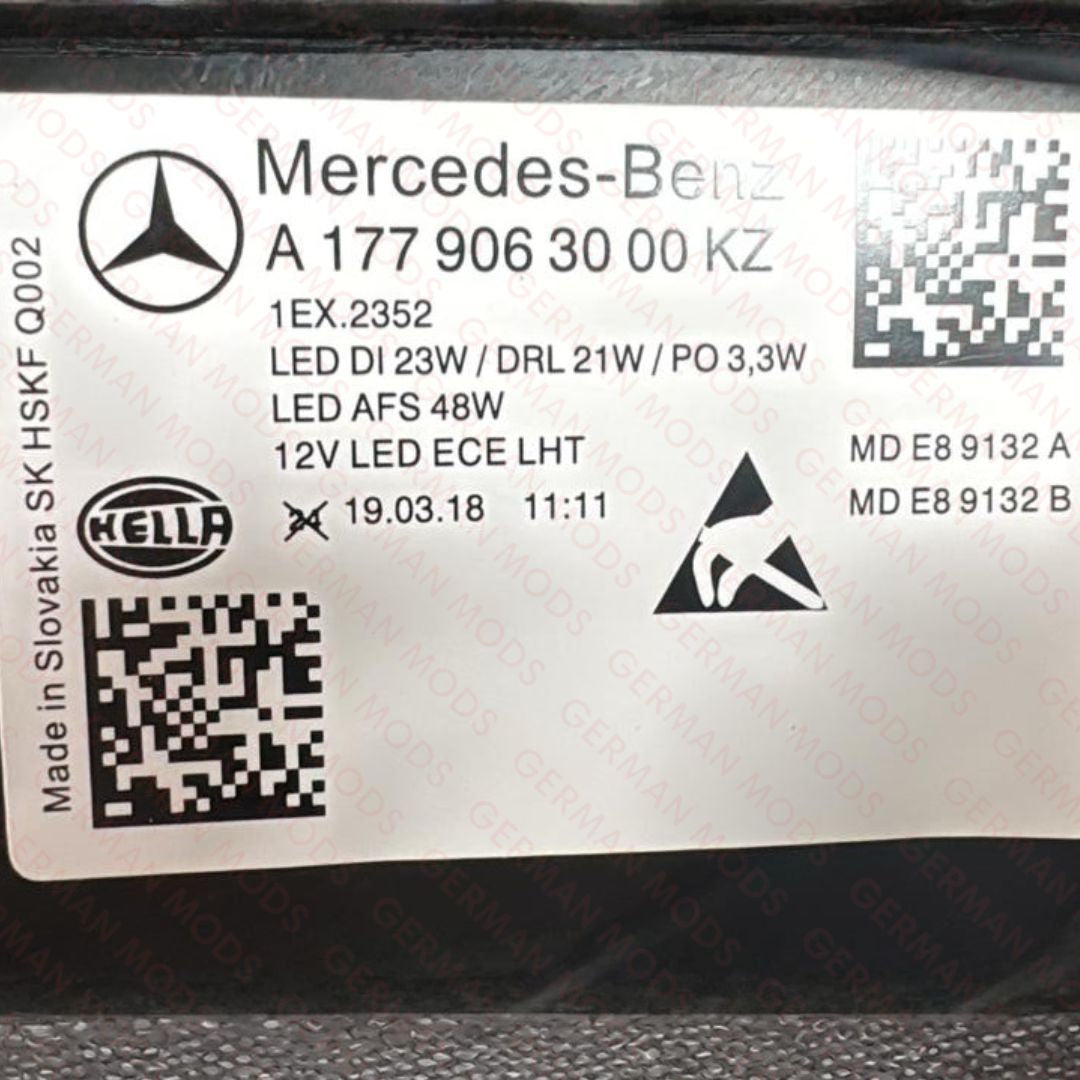 Mercedes-Benz
A 177 906 30 00 KZ
1EX.2352
LED DI 23W / DRL 21W / PO 3,3W
LED AFS 48W
12V LED ECE LHT
19.03.18 11:11
MD E8 9132 A
MD E8 9132 B
HELLA
Made in Slovakia SK HSKF Q002
GERMAN MODS